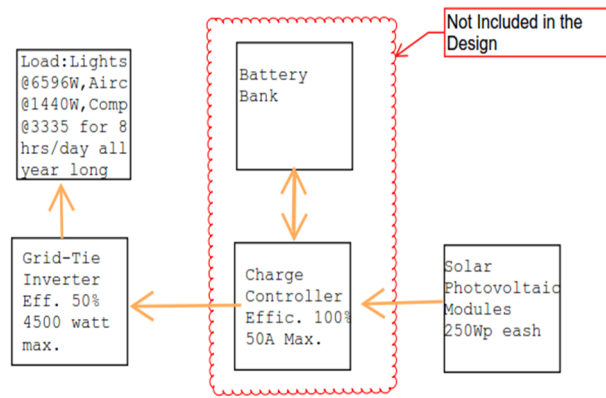 Not Included in the
Design
Load:Lights
@6596W,Airc
@1440W,Comp
@3335 for 8
hrs/day all
year long
Battery
Bank
Grid-Tie
Inverter
Eff. 50%
4500 watt
max.
Charge
Controller
Effic. 100%
50A Max.
Solar
Photovoltaic
Modules
250Wp eash